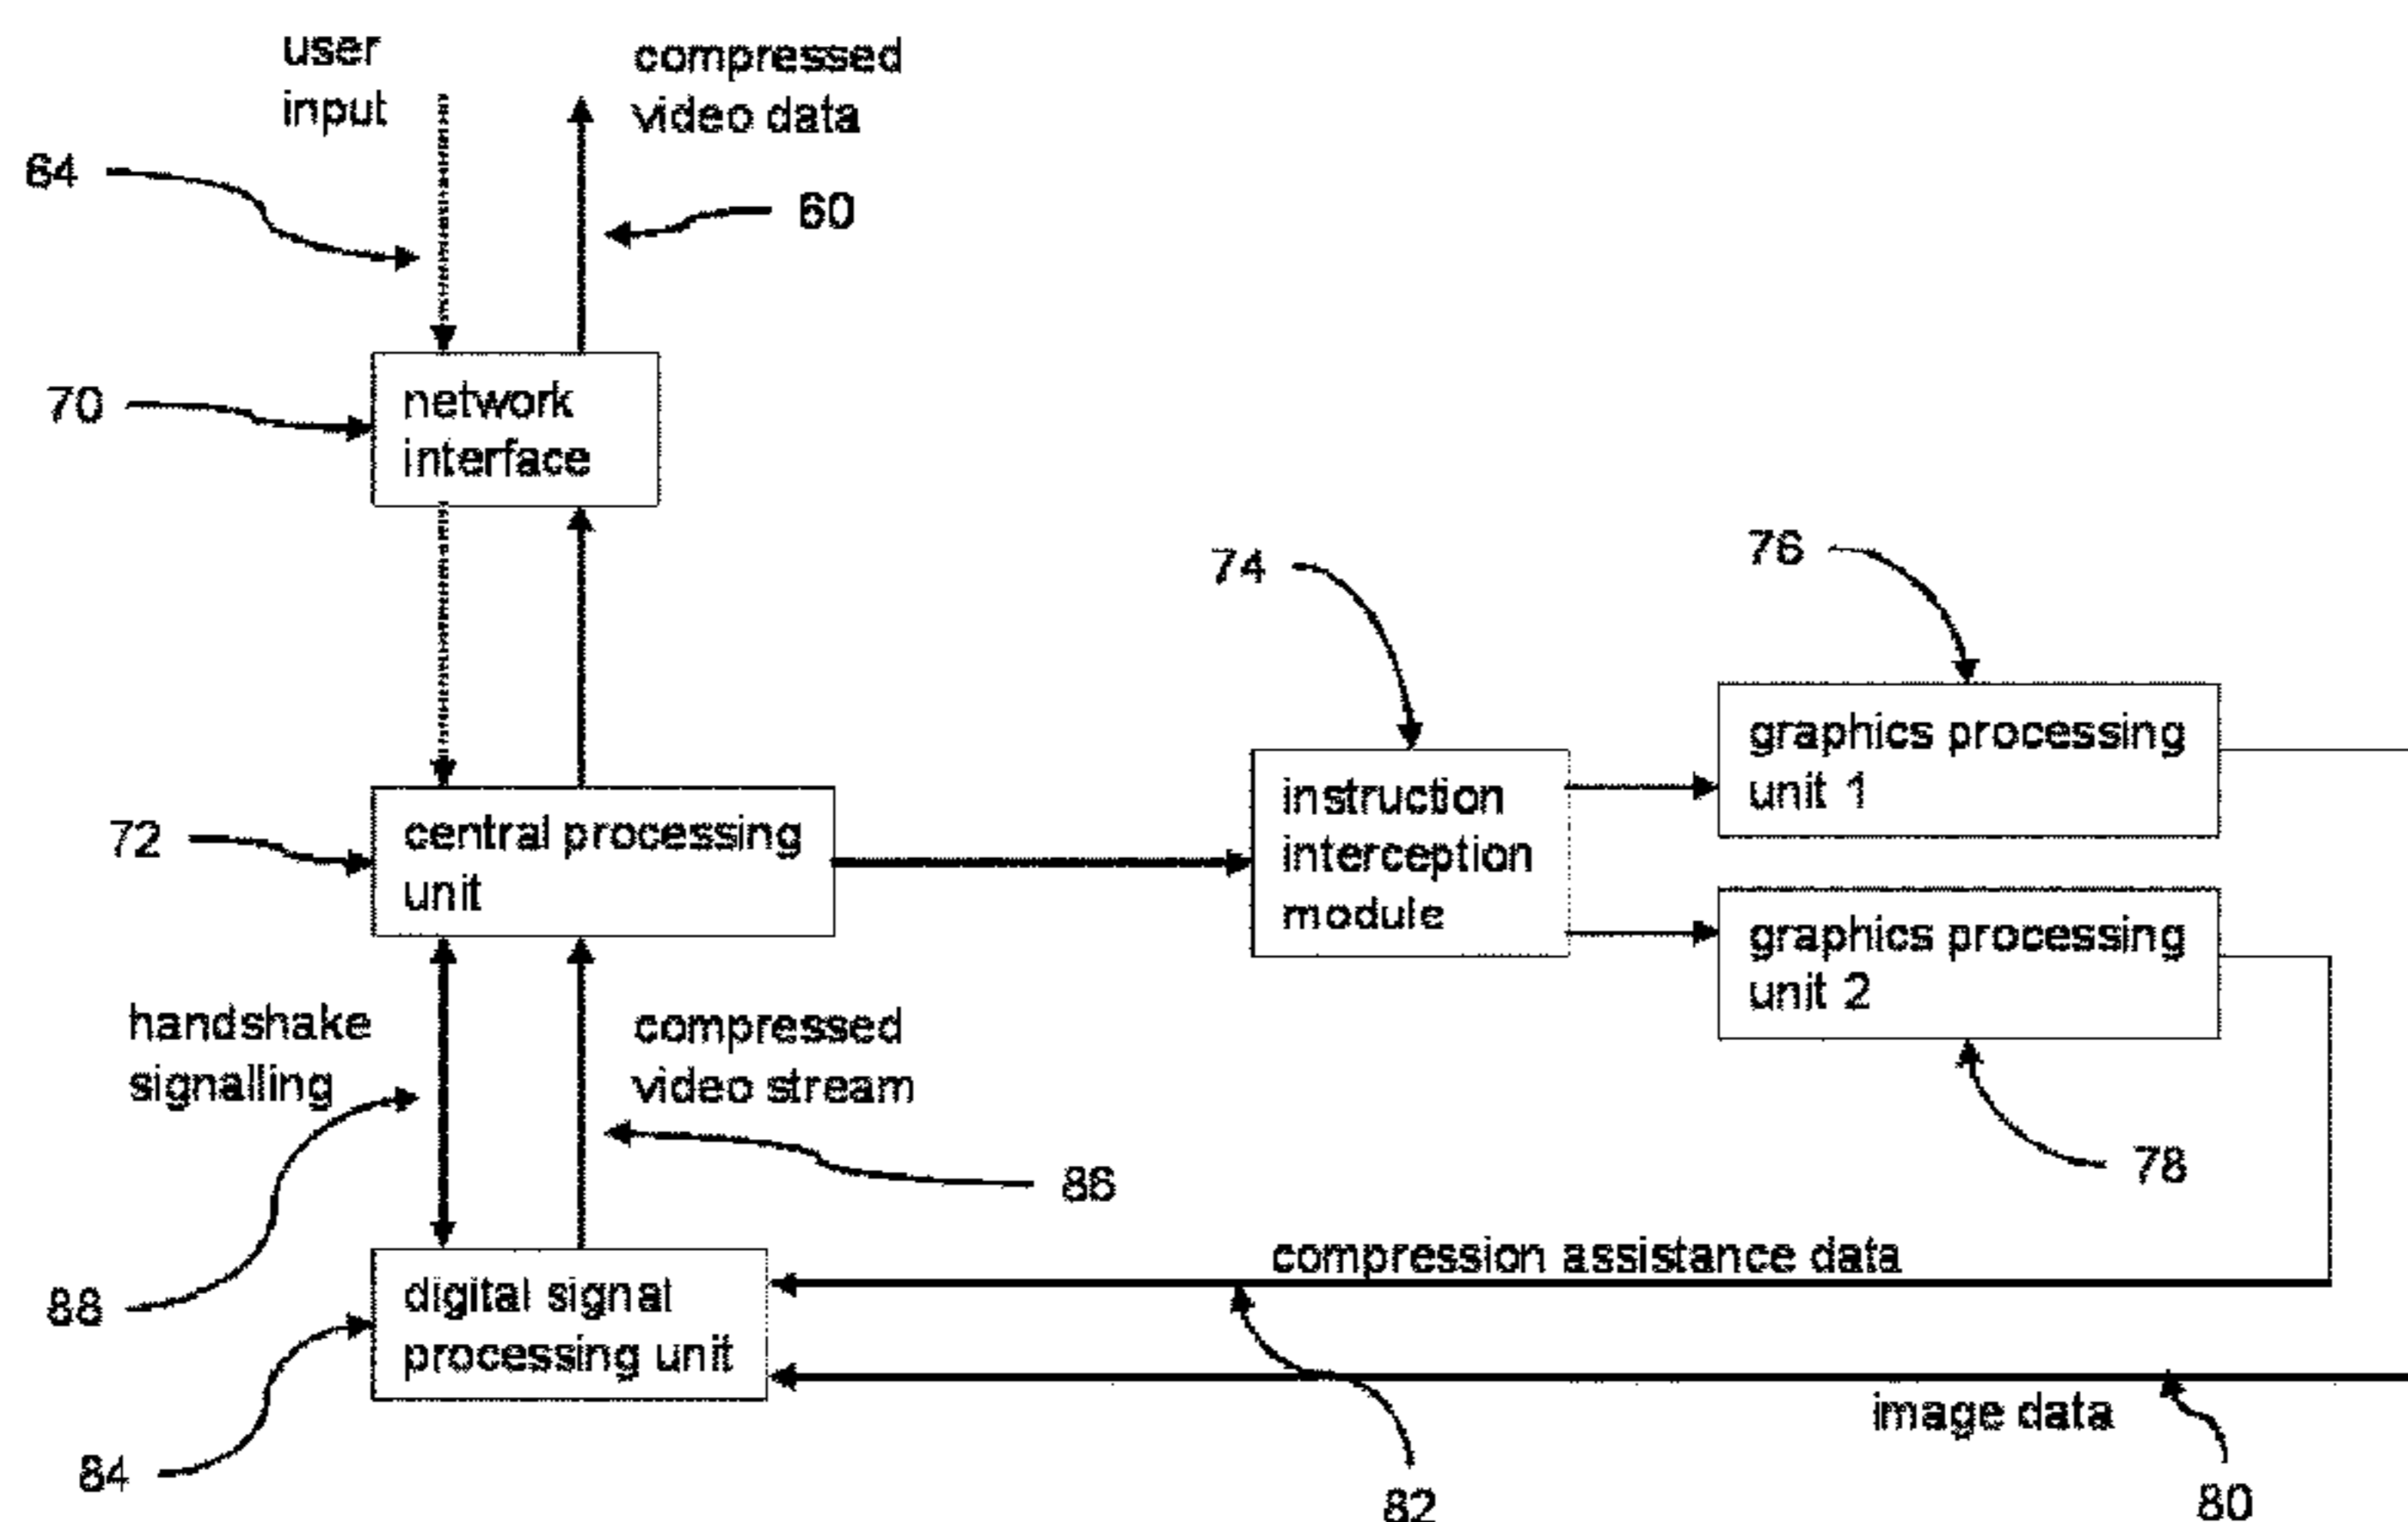 user
input
compressed
video data
64
60
70
network
interface
74
76
graphics processing
unit 1
72
central processing
unit
instruction
interception
module
graphics processing
unit 2
handshake
signalling
compressed
video stream
86
78
88
digital signal
processing unit
compression assistance data
image data
84
82
80